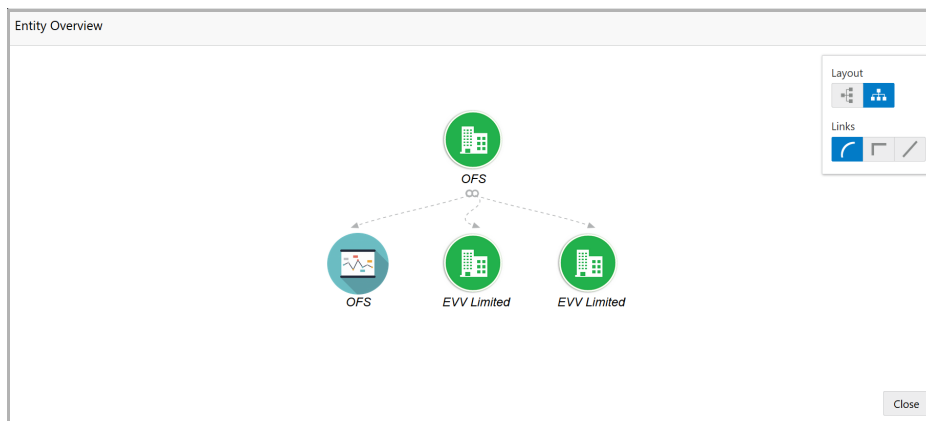 Entity Overview
Layout
Links
OFS
OFS
EVV Limited
EVV Limited
Close